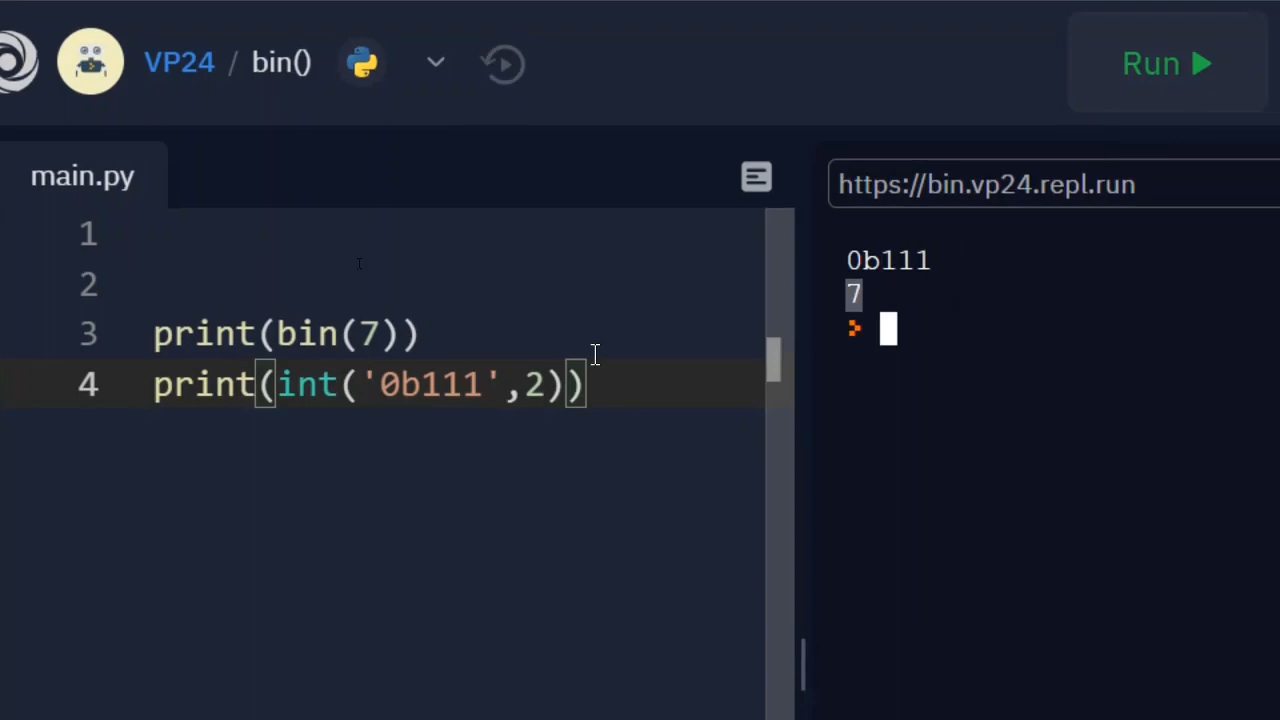 VP24 / bin()
Run
main.py
https://bin.vp24.repl.run
1
2
3 print(bin(7))
4 print(int('0b111',2))
0b111
7